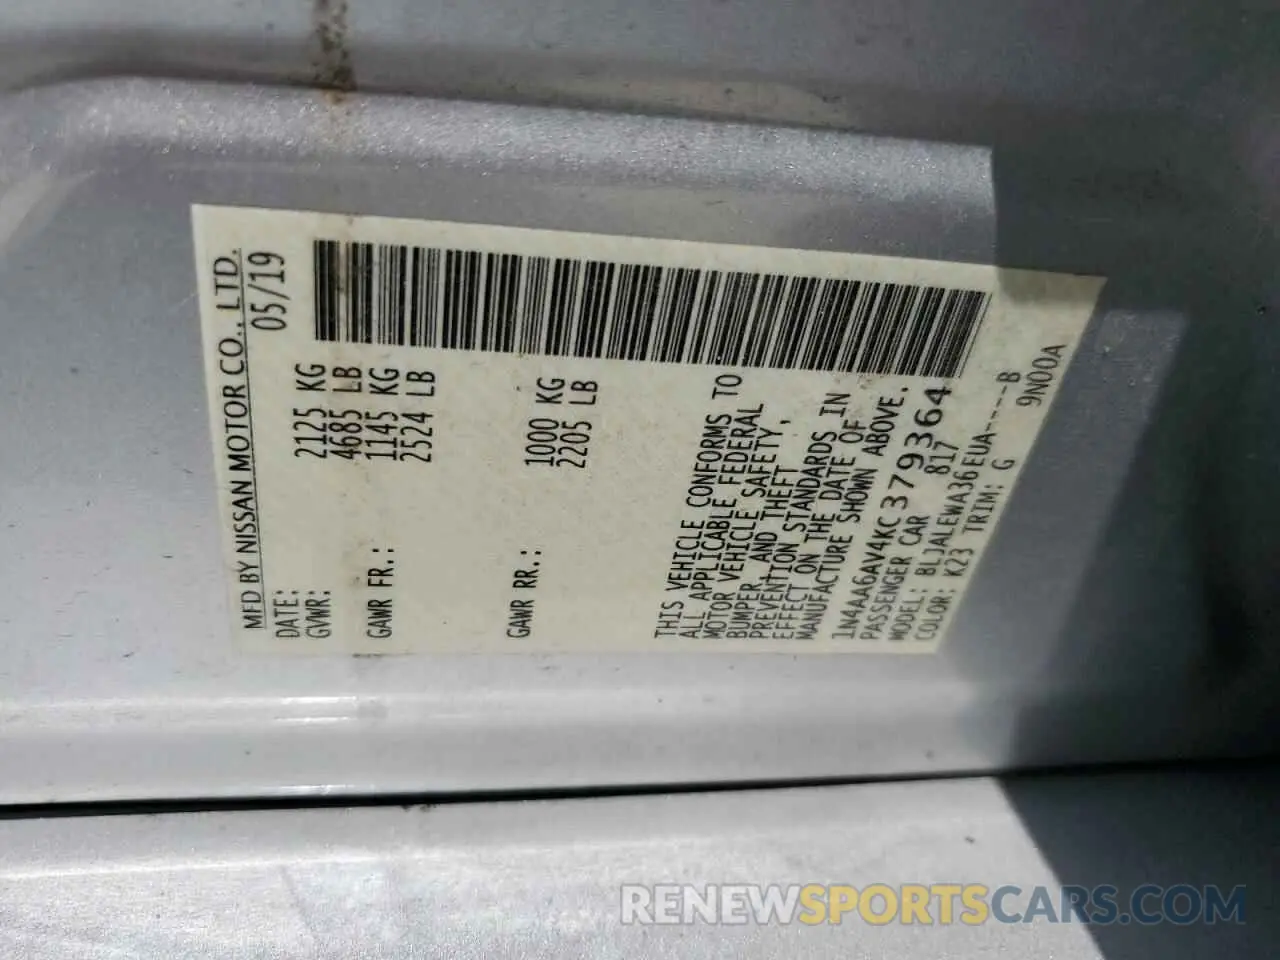 MFD BY NISSAN MOTOR CO., LTD.
DATE: 05/19
GVWR: 2125 KG
4685 LB
GAWR FR.: 1145 KG
2524 LB
GAWR RR.: 1000 KG
2205 LB
THIS VEHICLE CONFORMS TO
ALL APPLICABLE FEDERAL
MOTOR VEHICLE SAFETY,
BUMPER, AND THEFT
PREVENTION STANDARDS IN
EFFECT ON THE DATE OF
MANUFACTURE SHOWN ABOVE.
1N4AA6AV4KC379364
PASSENGER CAR 817
MODEL: BLJALEWA36EUA-----B
COLOR: K23 TRIM: G 9N00A
RENEWSPORTSCARS.COM